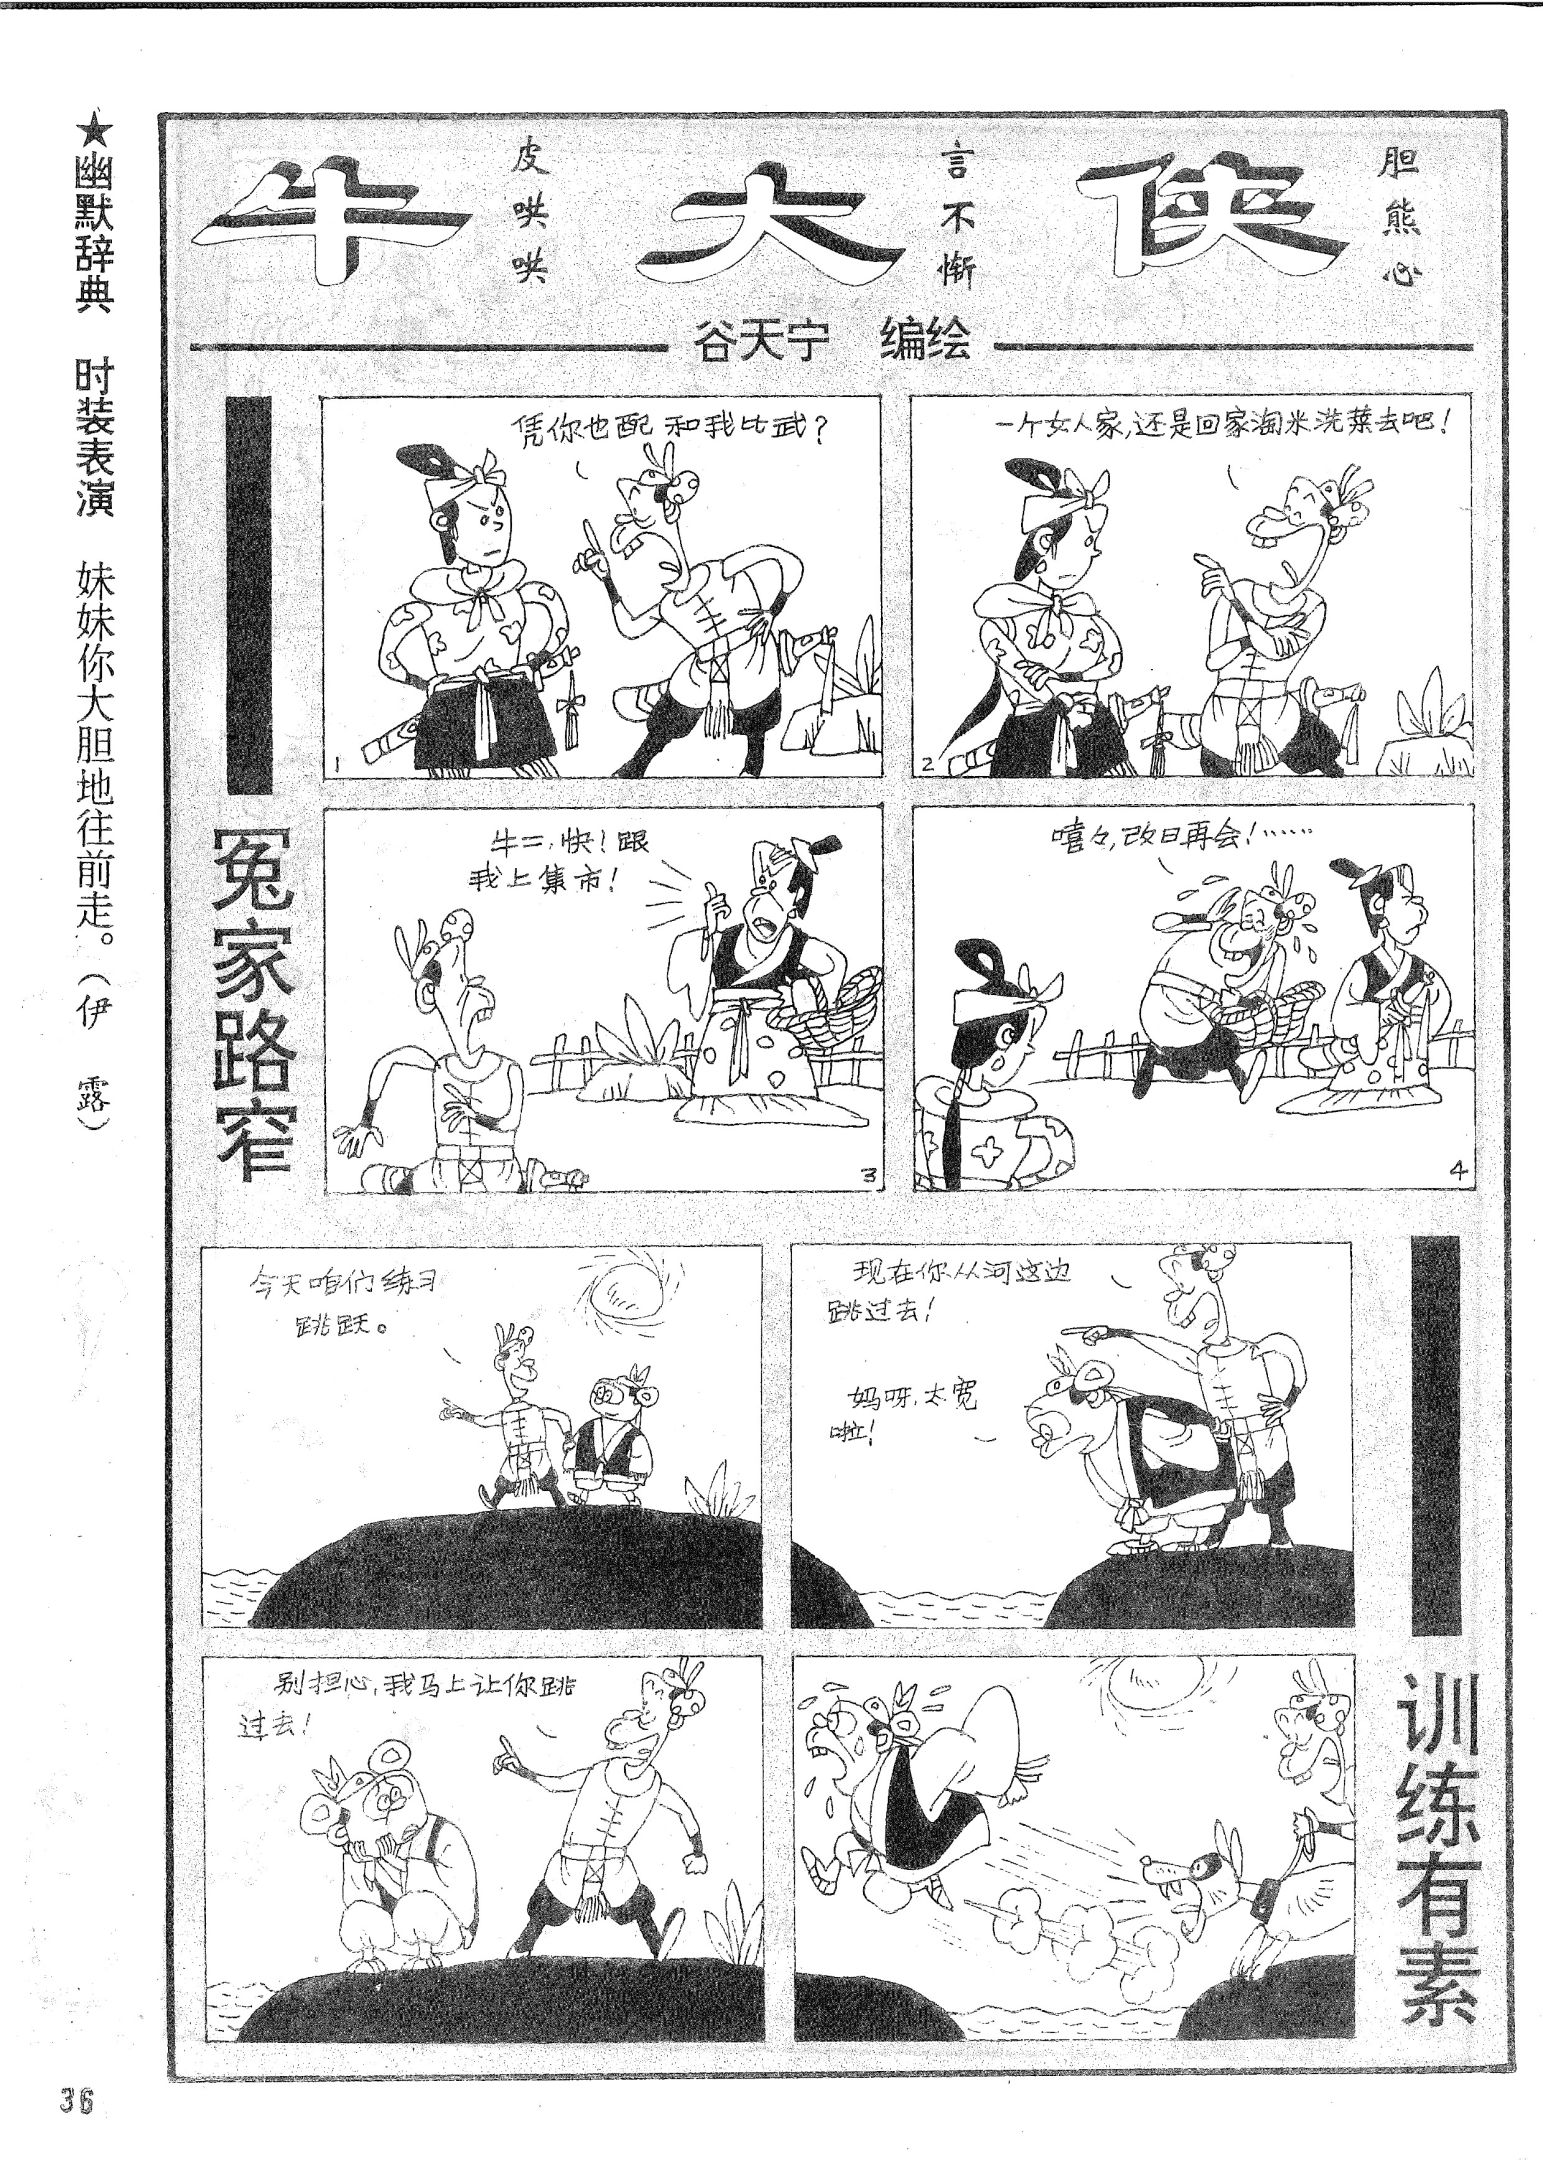 ★幽默辞典 时装表演 妹妹你大胆地往前走。（伊 露）
牛大侠
皮哄哄
言不惭
胆熊心
谷天宁 编绘
冤家路窄
凭你也配和我比武?
1
一个女人家,还是回家淘米洗菜去吧!
2
牛二,快!跟
我上集市!
3
嘻々,改日再会!……
4
训练有素
今天咱们练习
跳跃。
现在你从河这边
跳过去!
妈呀,太宽
啦!
别担心,我马上让你跳
过去!
36